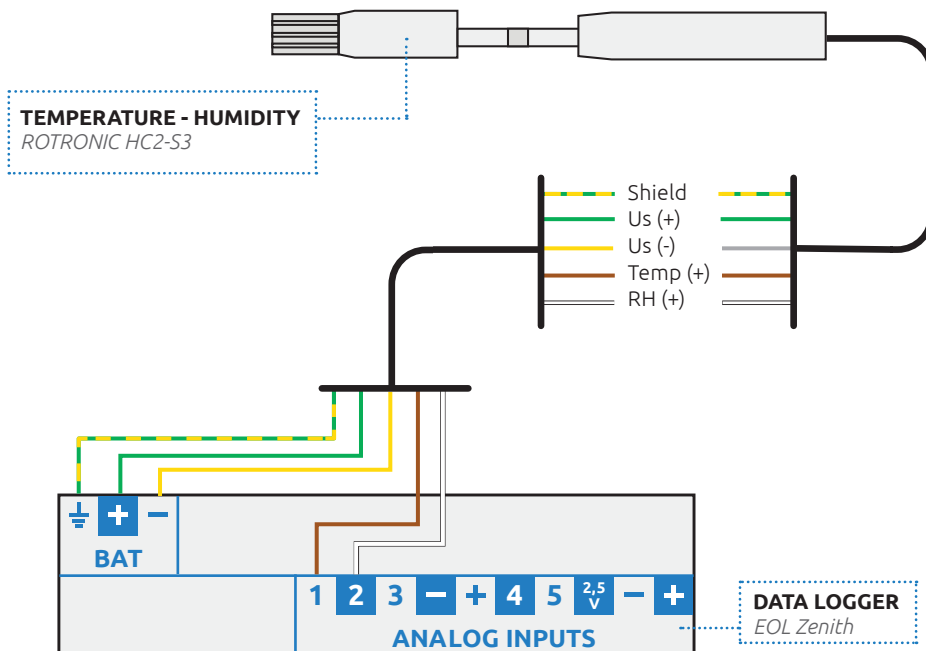 TEMPERATURE - HUMIDITY
ROTRONIC HC2-S3
Shield
Us (+)
Us (-)
Temp (+)
RH (+)
+ −
BAT
1 2 3 − + 4 5 2,5 V − +
ANALOG INPUTS
DATA LOGGER
EOL Zenith